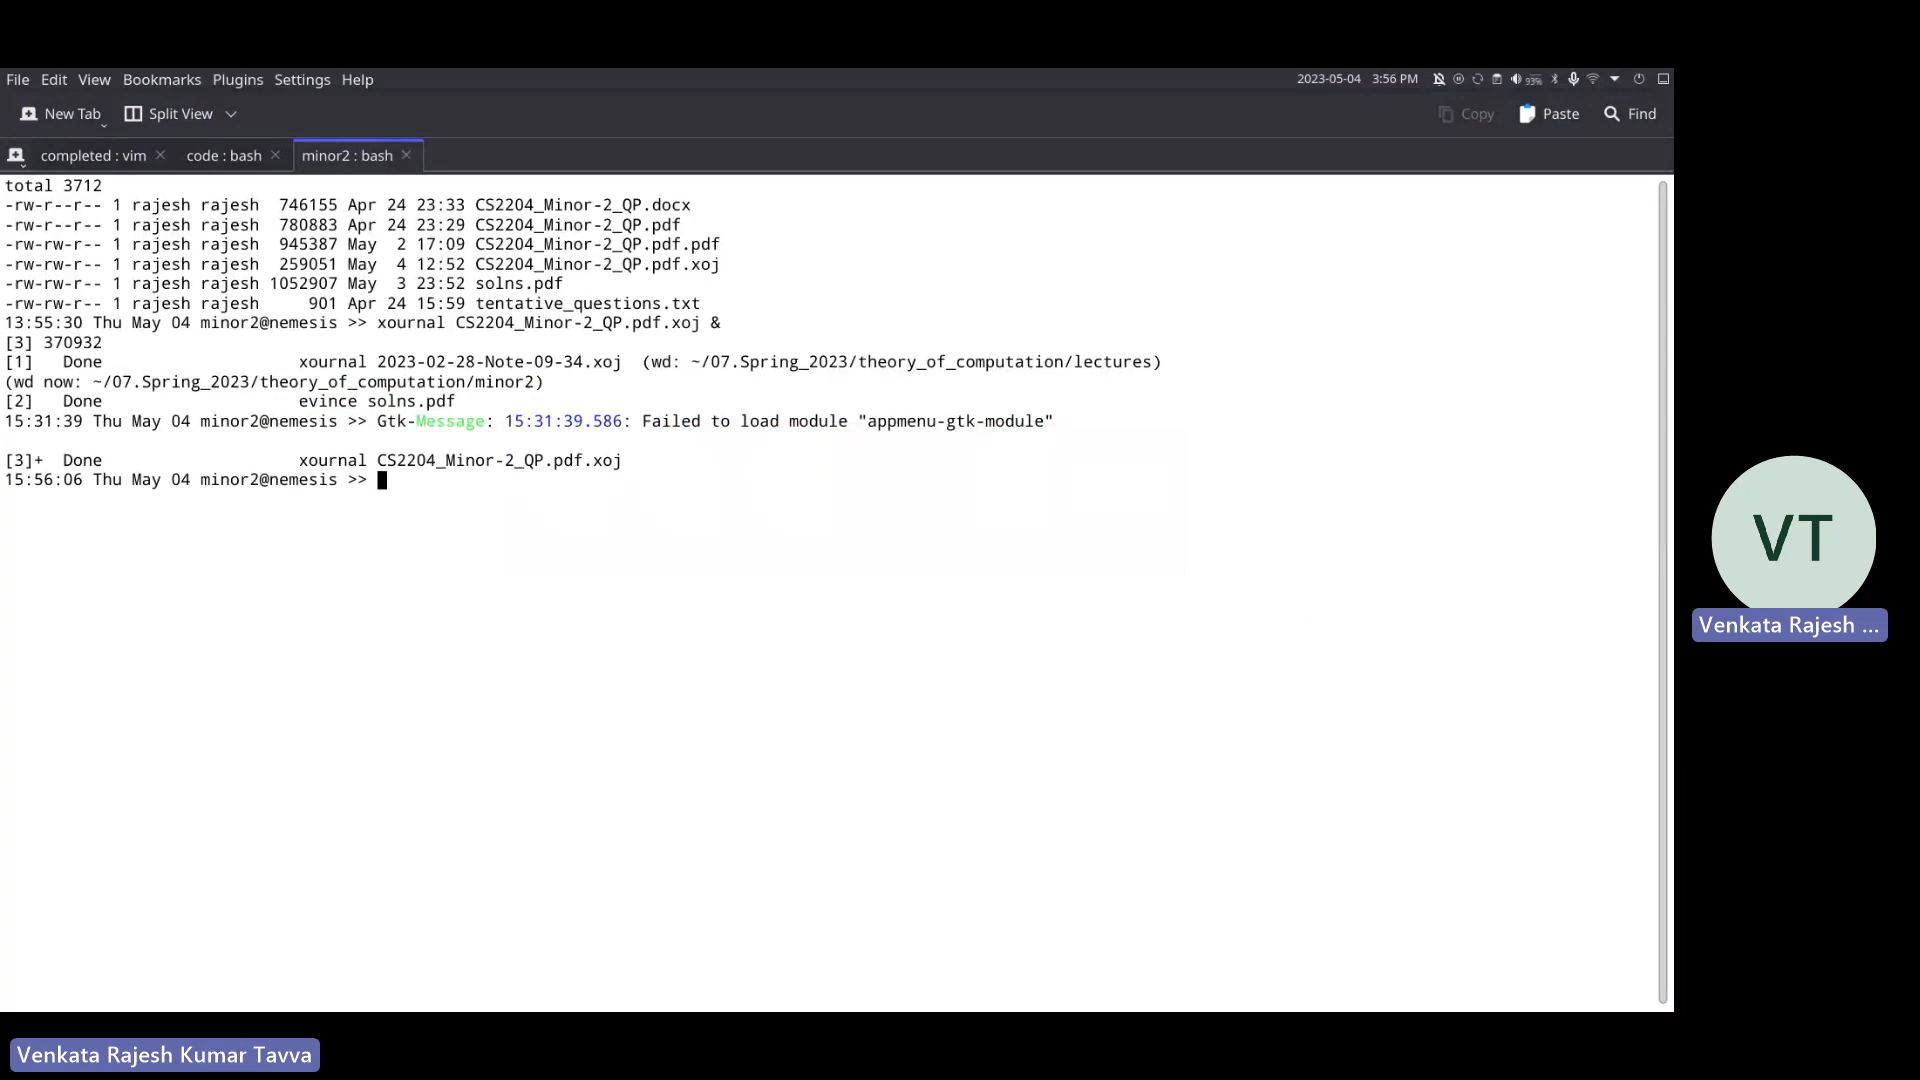 File Edit View Bookmarks Plugins Settings Help
2023-05-04 3:56 PM
93%
New Tab Split View
Copy Paste Find
completed : vim code : bash minor2 : bash
total 3712
-rw-r--r-- 1 rajesh rajesh  746155 Apr 24 23:33 CS2204_Minor-2_QP.docx
-rw-r--r-- 1 rajesh rajesh  780883 Apr 24 23:29 CS2204_Minor-2_QP.pdf
-rw-rw-r-- 1 rajesh rajesh  945387 May  2 17:09 CS2204_Minor-2_QP.pdf.pdf
-rw-rw-r-- 1 rajesh rajesh  259051 May  4 12:52 CS2204_Minor-2_QP.pdf.xoj
-rw-rw-r-- 1 rajesh rajesh 1052907 May  3 23:52 solns.pdf
-rw-rw-r-- 1 rajesh rajesh     901 Apr 24 15:59 tentative_questions.txt
13:55:30 Thu May 04 minor2@nemesis >> xournal CS2204_Minor-2_QP.pdf.xoj &
[3] 370932
[1]   Done                    xournal 2023-02-28-Note-09-34.xoj  (wd: ~/07.Spring_2023/theory_of_computation/lectures)
(wd now: ~/07.Spring_2023/theory_of_computation/minor2)
[2]   Done                    evince solns.pdf
15:31:39 Thu May 04 minor2@nemesis >> Gtk-Message: 15:31:39.586: Failed to load module "appmenu-gtk-module"
[3]+  Done                    xournal CS2204_Minor-2_QP.pdf.xoj
15:56:06 Thu May 04 minor2@nemesis >>
VT
Venkata Rajesh ...
Venkata Rajesh Kumar Tavva